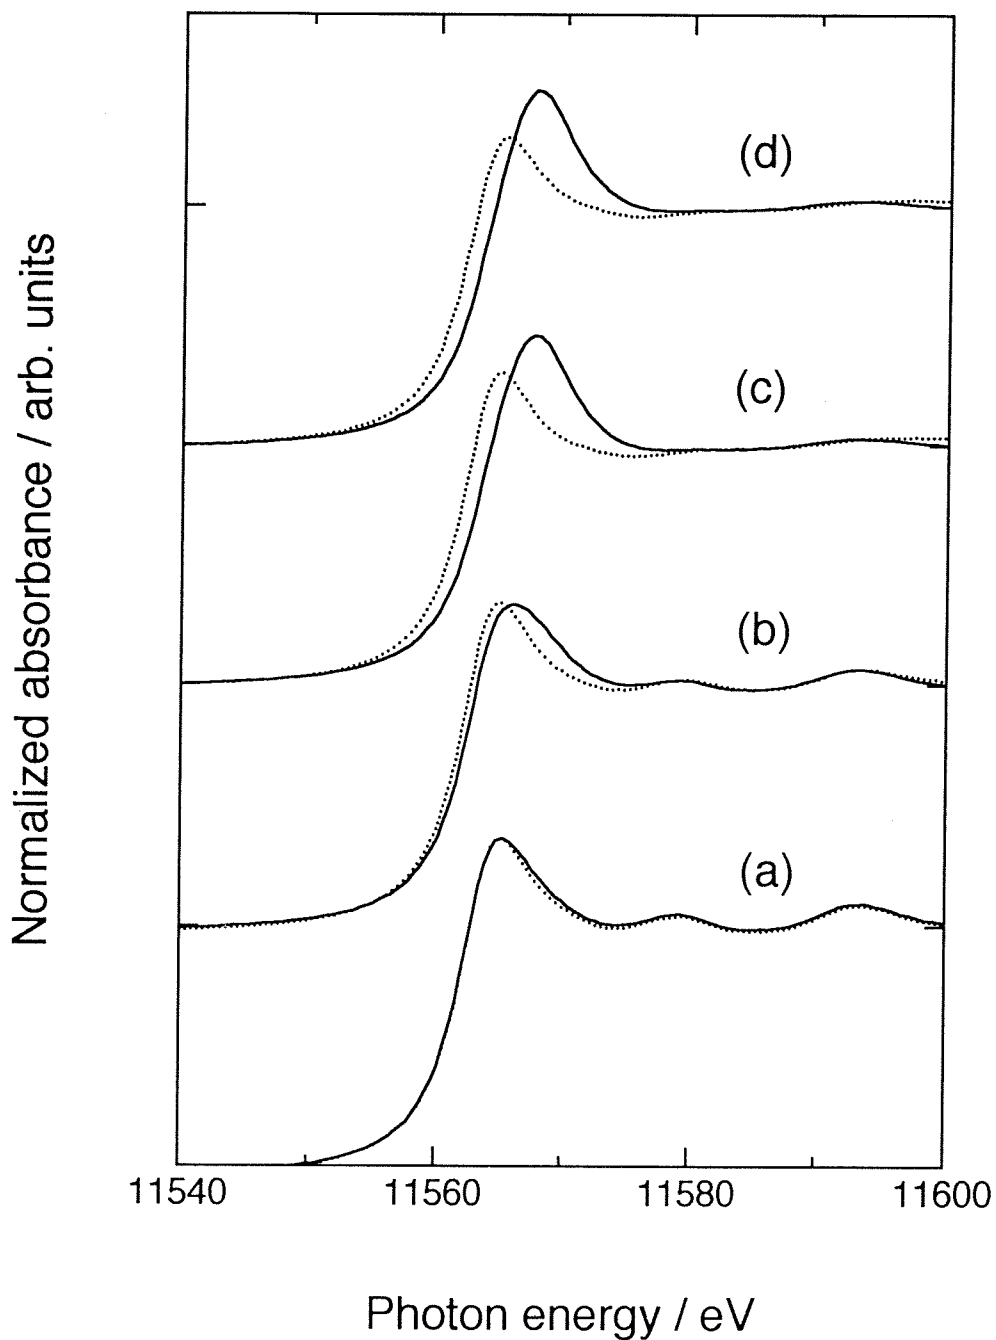 (d)
(c)
(b)
(a)
Normalized absorbance / arb. units
11540 11560 11580 11600
Photon energy / eV